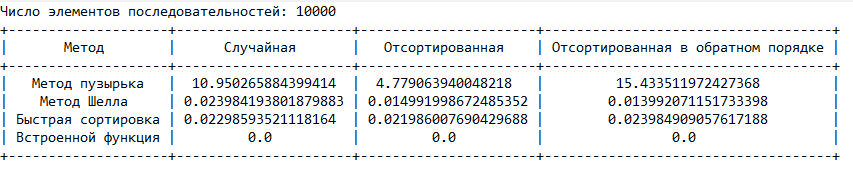 Число элементов последовательностей: 10000
+--------------------+----------------------+----------------------+-----------------------------------+
| Метод | Случайная | Отсортированная | Отсортированная в обратном порядке |
+--------------------+----------------------+----------------------+-----------------------------------+
| Метод пузырька | 10.950265884399414 | 4.779063940048218 | 15.433511972427368 |
| Метод Шелла | 0.023984193801879883 | 0.014991998672485352 | 0.013992071151733398 |
| Быстрая сортировка | 0.02298593521118164 | 0.021986007690429688 | 0.023984909057617188 |
| Встроенной функция | 0.0 | 0.0 | 0.0 |
+--------------------+----------------------+----------------------+-----------------------------------+